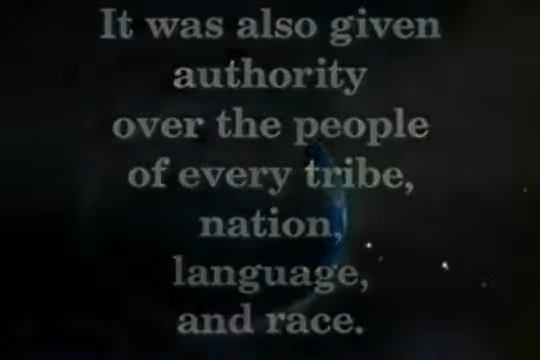 It was also given
authority
over the people
of every tribe,
nation,
language,
and race.